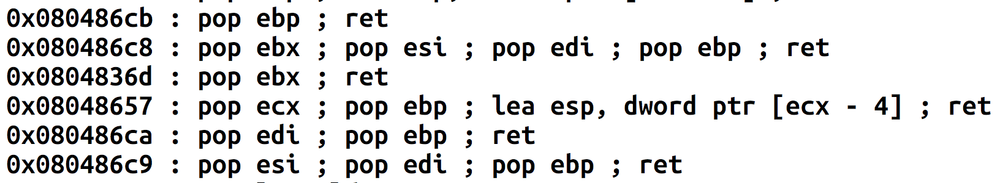 0x080486cb : pop ebp ; ret
0x080486c8 : pop ebx ; pop esi ; pop edi ; pop ebp ; ret
0x0804836d : pop ebx ; ret
0x08048657 : pop ecx ; pop ebp ; lea esp, dword ptr [ecx - 4] ; ret
0x080486ca : pop edi ; pop ebp ; ret
0x080486c9 : pop esi ; pop edi ; pop ebp ; ret